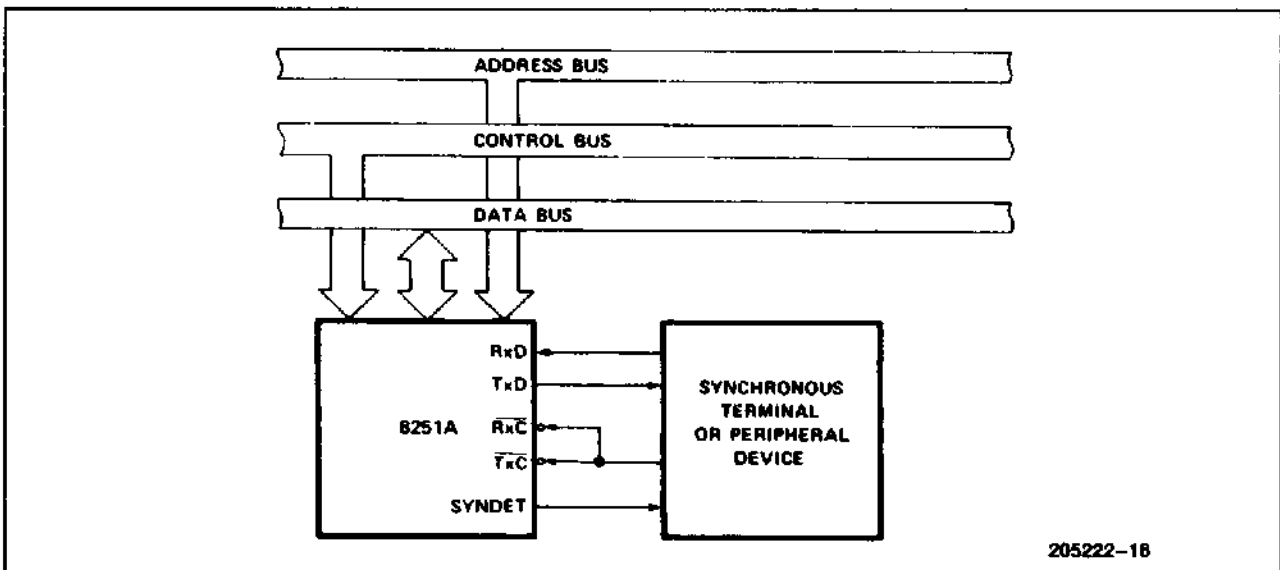 ADDRESS BUS
CONTROL BUS
DATA BUS
8251A
RxD
TxD
RxC
TxC
SYNDET
SYNCHRONOUS
TERMINAL
OR PERIPHERAL
DEVICE
205222-18